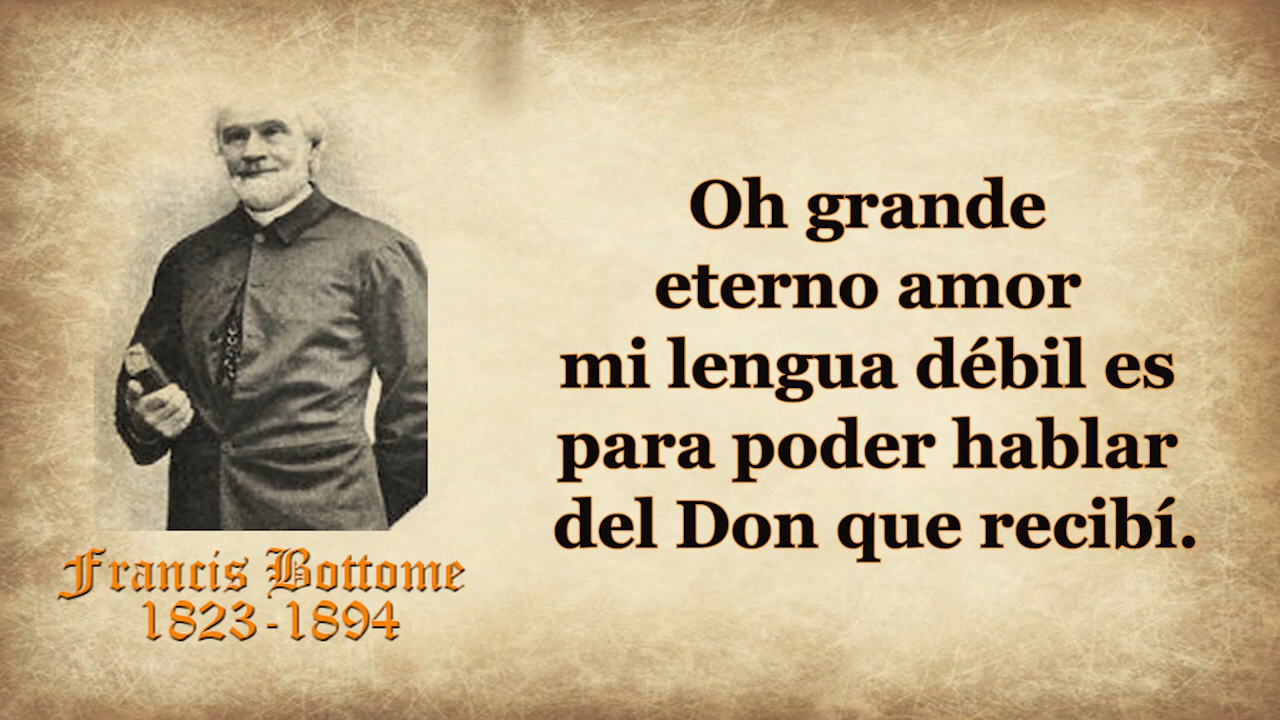 Oh grande
eterno amor
mi lengua débil es
para poder hablar
del Don que recibí.
Francis Bottome
1823-1894